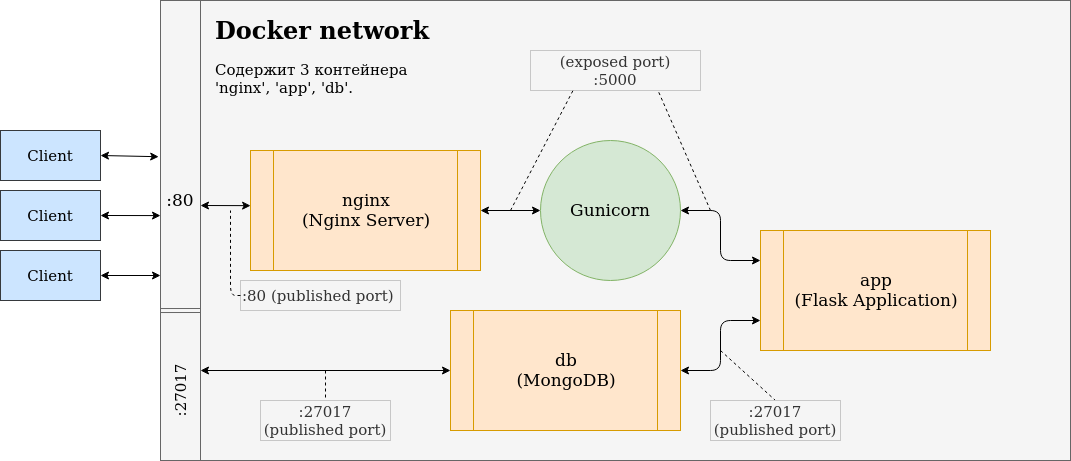 Docker network
Содержит 3 контейнера
'nginx', 'app', 'db'.
(exposed port)
:5000
Client
Client
Client
:80
nginx
(Nginx Server)
Gunicorn
:80 (published port)
app
(Flask Application)
db
(MongoDB)
:27017
:27017
(published port)
:27017
(published port)